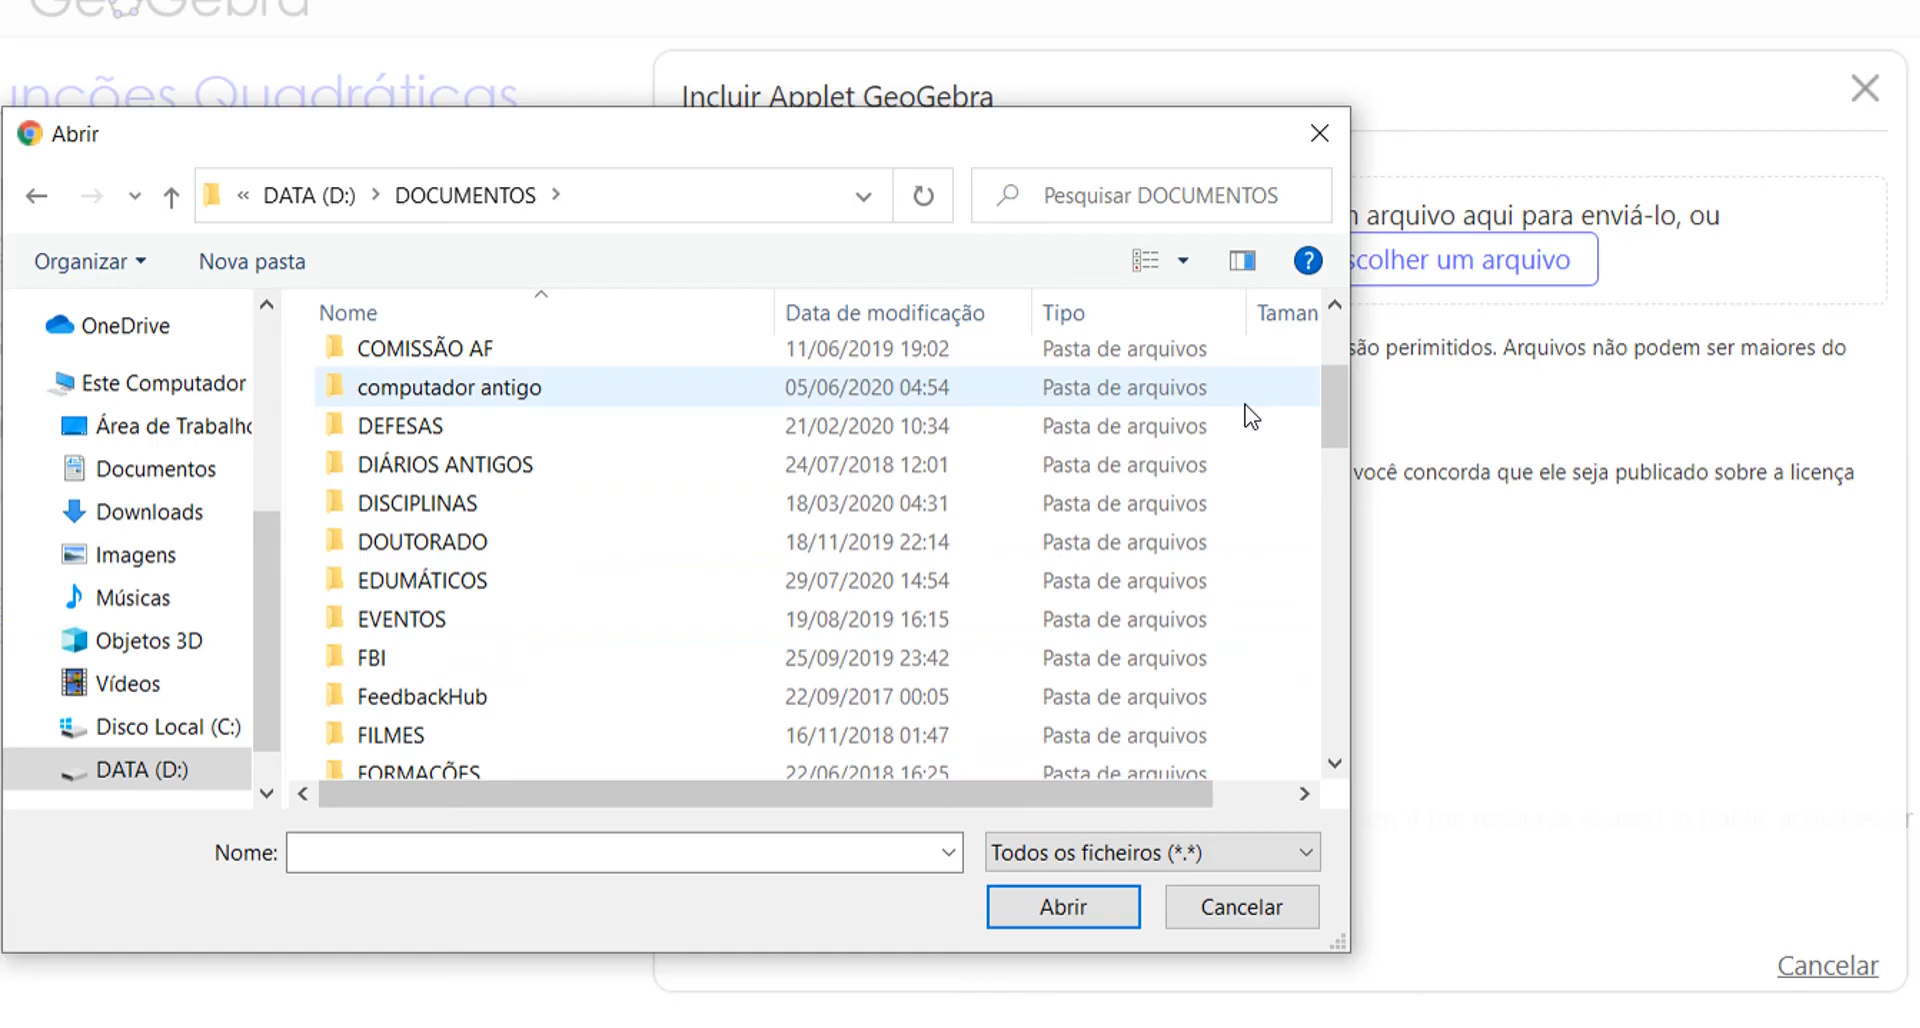 GeoGebra
unções Quadráticas
Incluir Applet GeoGebra
Abrir
« DATA (D:) > DOCUMENTOS >
Pesquisar DOCUMENTOS
arquivo aqui para enviá-lo, ou
scolher um arquivo
Organizar
Nova pasta
?
Nome
Data de modificação
Tipo
Taman
OneDrive
Este Computador
Área de Trabalho
Documentos
Downloads
Imagens
Músicas
Objetos 3D
Vídeos
Disco Local (C:)
DATA (D:)
COMISSÃO AF 11/06/2019 19:02 Pasta de arquivos
computador antigo 05/06/2020 04:54 Pasta de arquivos
DEFESAS 21/02/2020 10:34 Pasta de arquivos
DIÁRIOS ANTIGOS 24/07/2018 12:01 Pasta de arquivos
DISCIPLINAS 18/03/2020 04:31 Pasta de arquivos
DOUTORADO 18/11/2019 22:14 Pasta de arquivos
EDUMÁTICOS 29/07/2020 14:54 Pasta de arquivos
EVENTOS 19/08/2019 16:15 Pasta de arquivos
FBI 25/09/2019 23:42 Pasta de arquivos
FeedbackHub 22/09/2017 00:05 Pasta de arquivos
FILMES 16/11/2018 01:47 Pasta de arquivos
FORMAÇÕES 22/06/2018 16:25 Pasta de arquivos
são perimitidos. Arquivos não podem ser maiores do
você concorda que ele seja publicado sobre a licença
Nome:
Todos os ficheiros (*.*)
Abrir
Cancelar
Cancelar